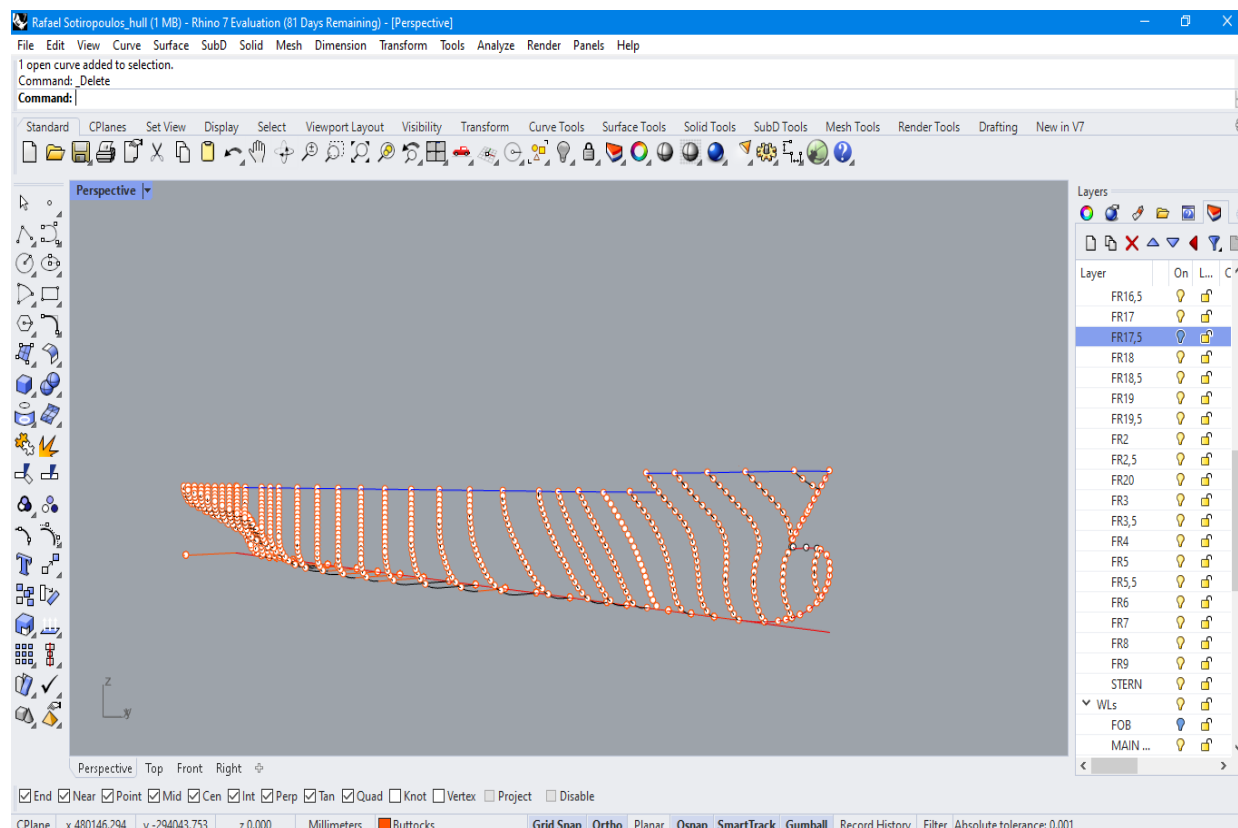 Rafael Sotiropoulos_hull (1 MB) - Rhino 7 Evaluation (81 Days Remaining) - [Perspective]
File Edit View Curve Surface SubD Solid Mesh Dimension Transform Tools Analyze Render Panels Help
1 open curve added to selection.
Command: _Delete
Command:
Standard CPlanes Set View Display Select Viewport Layout Visibility Transform Curve Tools Surface Tools Solid Tools SubD Tools Mesh Tools Render Tools Drafting New in V7
Perspective
Layers
Layer On L... C
FR16,5
FR17
FR17,5
FR18
FR18,5
FR19
FR19,5
FR2
FR2,5
FR20
FR3
FR3,5
FR4
FR5
FR5,5
FR6
FR7
FR8
FR9
STERN
WLs
FOB
MAIN ...
z
y
Perspective Top Front Right
End Near Point Mid Cen Int Perp Tan Quad Knot Vertex Project Disable
CPlane x 480146.294 y -294043.753 z 0.000 Millimeters Buttocks Grid Snap Ortho Planar Osnap SmartTrack Gumball Record History Filter Absolute tolerance: 0.001